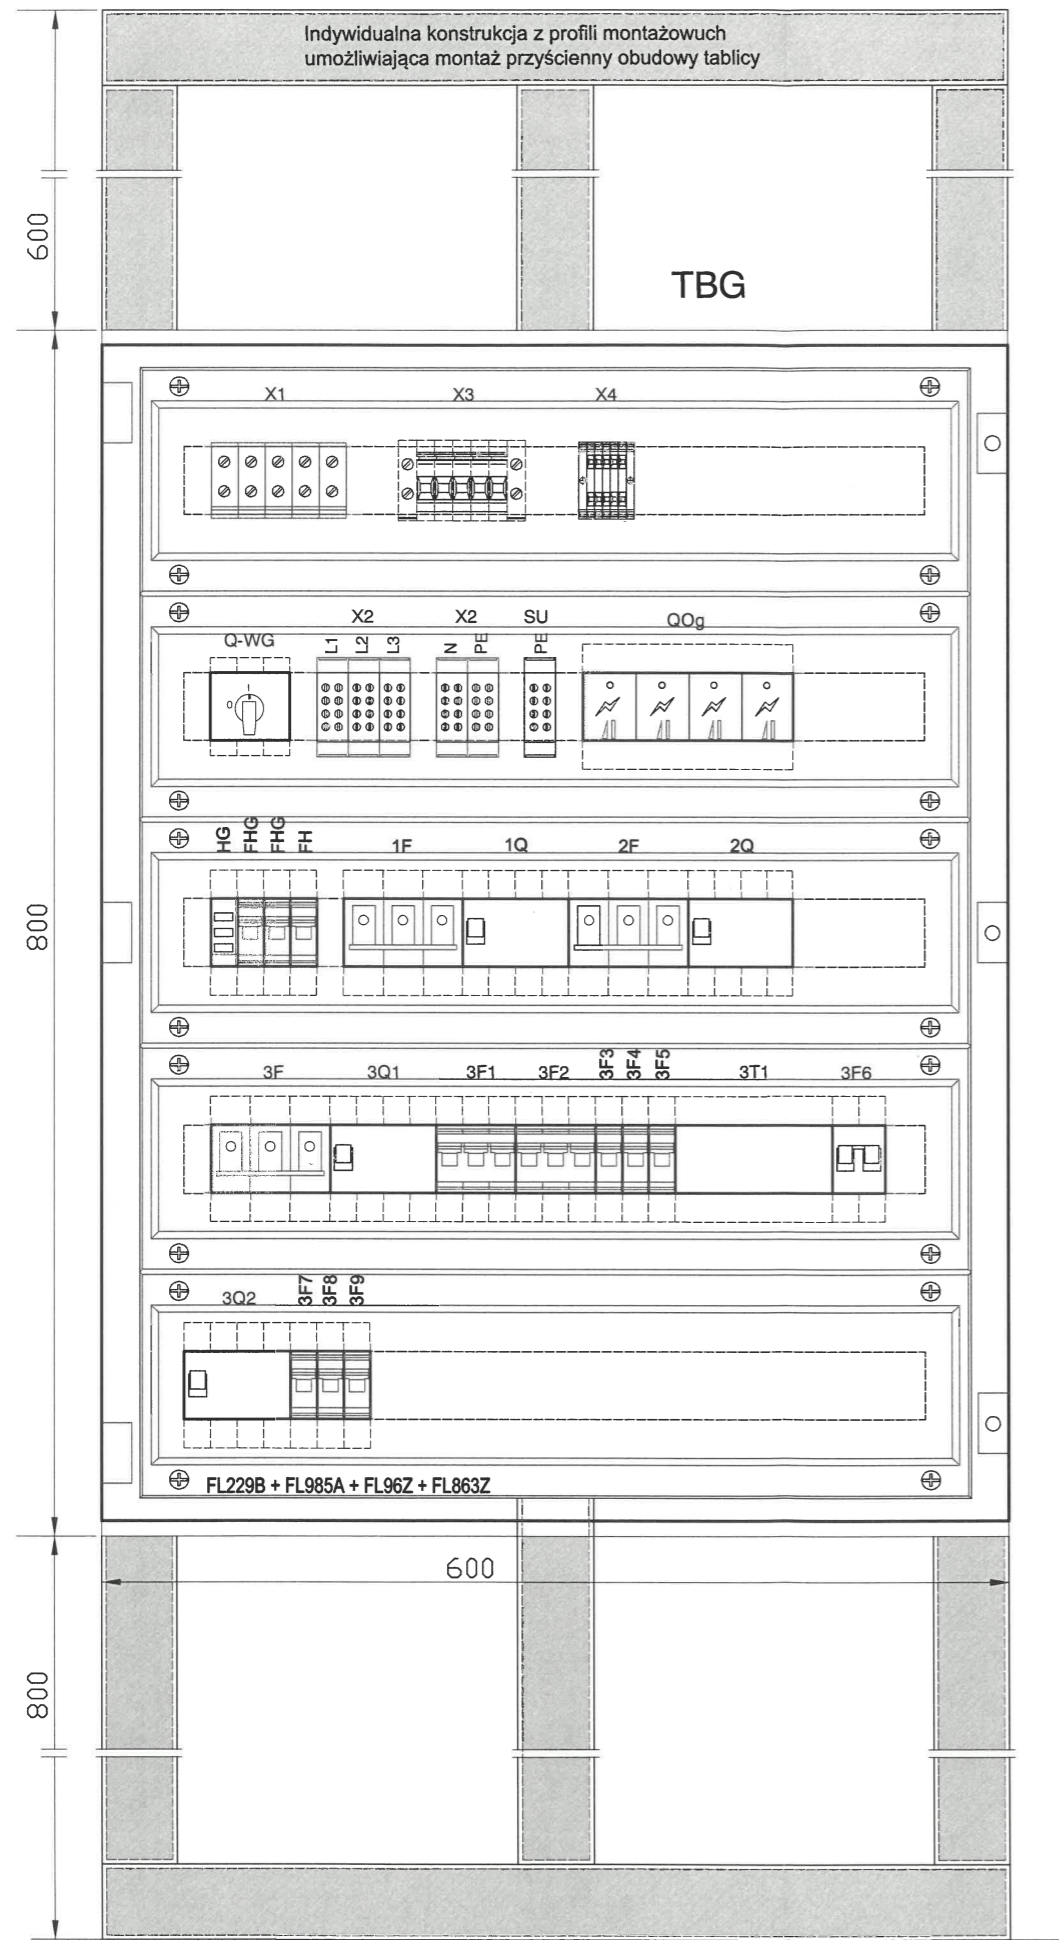 Indywidualna konstrukcja z profili montażowuch
umożliwiająca montaż przyścienny obudowy tablicy
600
TBG
X1 X3 X4
X2 X2 SU QOg
Q-WG L1 L2 L3 N PE PE
HG FHG FHG FH 1F 1Q 2F 2Q
800
3F 3Q1 3F1 3F2 3F3 3F4 3F5 3T1 3F6
3Q2 3F7 3F8 3F9
FL229B + FL985A + FL96Z + FL863Z
600
800